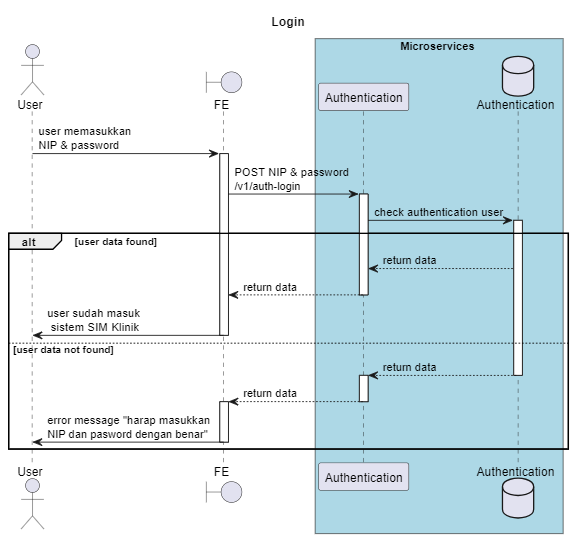 Login
Microservices
User
FE
Authentication
Authentication
user memasukkan
NIP & password
POST NIP & password
/v1/auth-login
check authentication user
alt
[user data found]
return data
return data
user sudah masuk
sistem SIM Klinik
[user data not found]
return data
return data
error message "harap masukkan
NIP dan pasword dengan benar"
User
FE
Authentication
Authentication